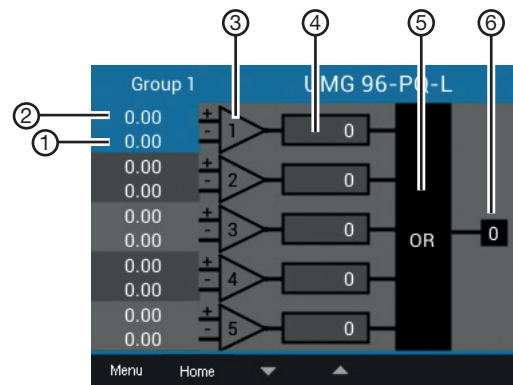 ③ ④ ⑤ ⑥
Group 1 UMG 96-PQ-L
② 0.00 + 1 0
① 0.00 -
0.00 + 2 0
0.00 -
0.00 + 3 0 OR 0
0.00 -
0.00 + 4 0
0.00 -
0.00 + 5 0
0.00 -
Menu Home